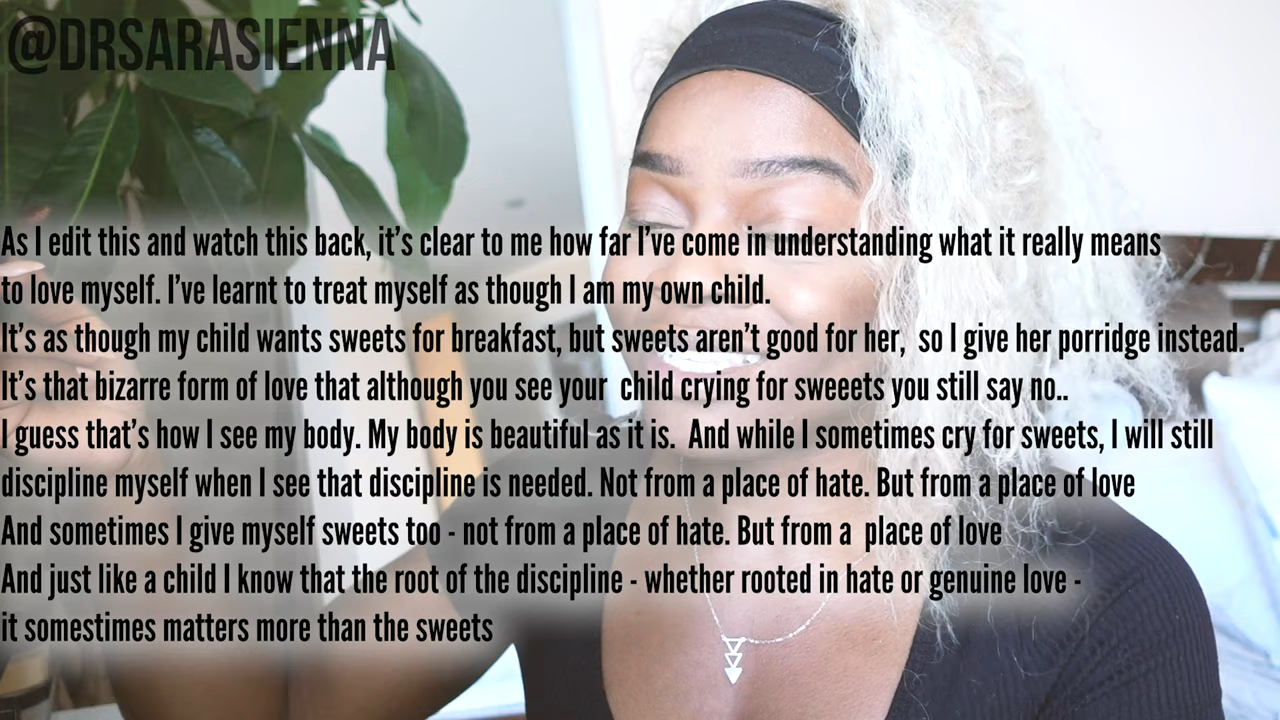 @DRSARASIENNA
As I edit this and watch this back, it's clear to me how far I've come in understanding what it really means
to love myself. I've learnt to treat myself as though I am my own child.
It's as though my child wants sweets for breakfast, but sweets aren't good for her,  so I give her porridge instead.
It's that bizarre form of love that although you see your  child crying for sweeets you still say no..
I guess that's how I see my body. My body is beautiful as it is.  And while I sometimes cry for sweets, I will still
discipline myself when I see that discipline is needed. Not from a place of hate. But from a place of love
And sometimes I give myself sweets too - not from a place of hate. But from a  place of love
And just like a child I know that the root of the discipline - whether rooted in hate or genuine love -
it somestimes matters more than the sweets